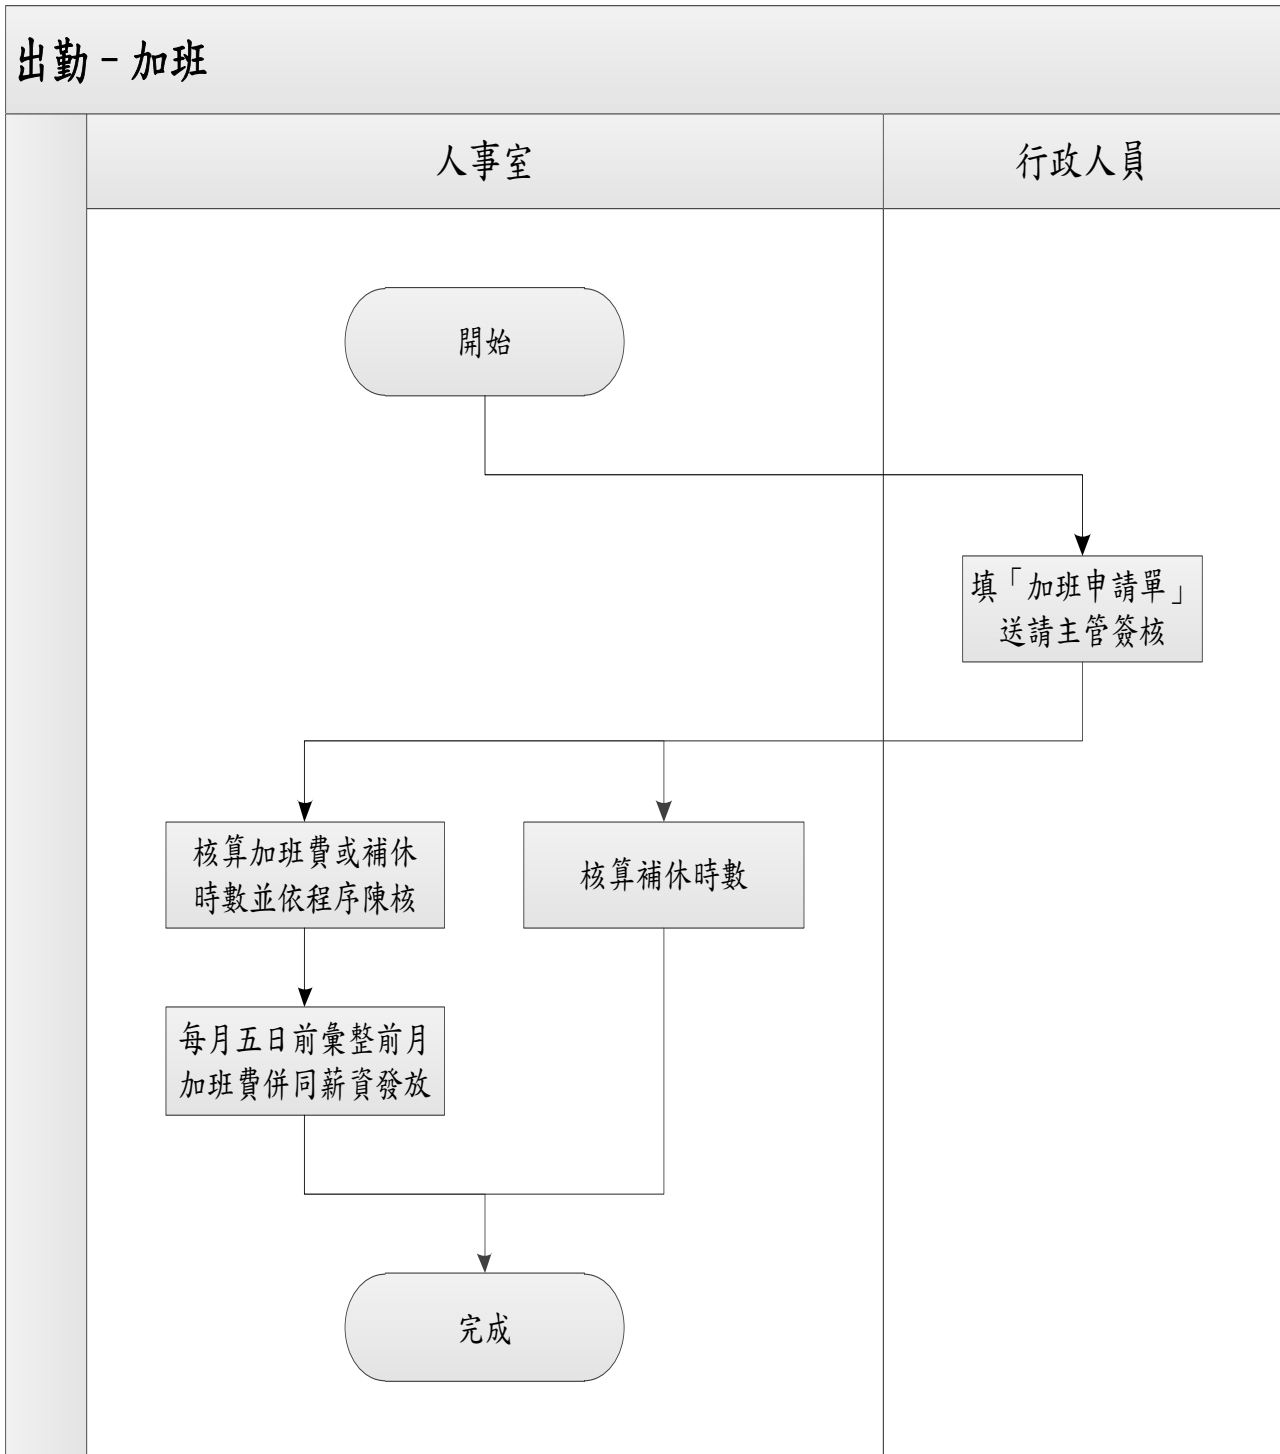 出勤-加班
人事室
行政人員
開始
填「加班申請單」
送請主管簽核
核算加班費或補休
時數並依程序陳核
核算補休時數
每月五日前彙整前月
加班費併同薪資發放
完成